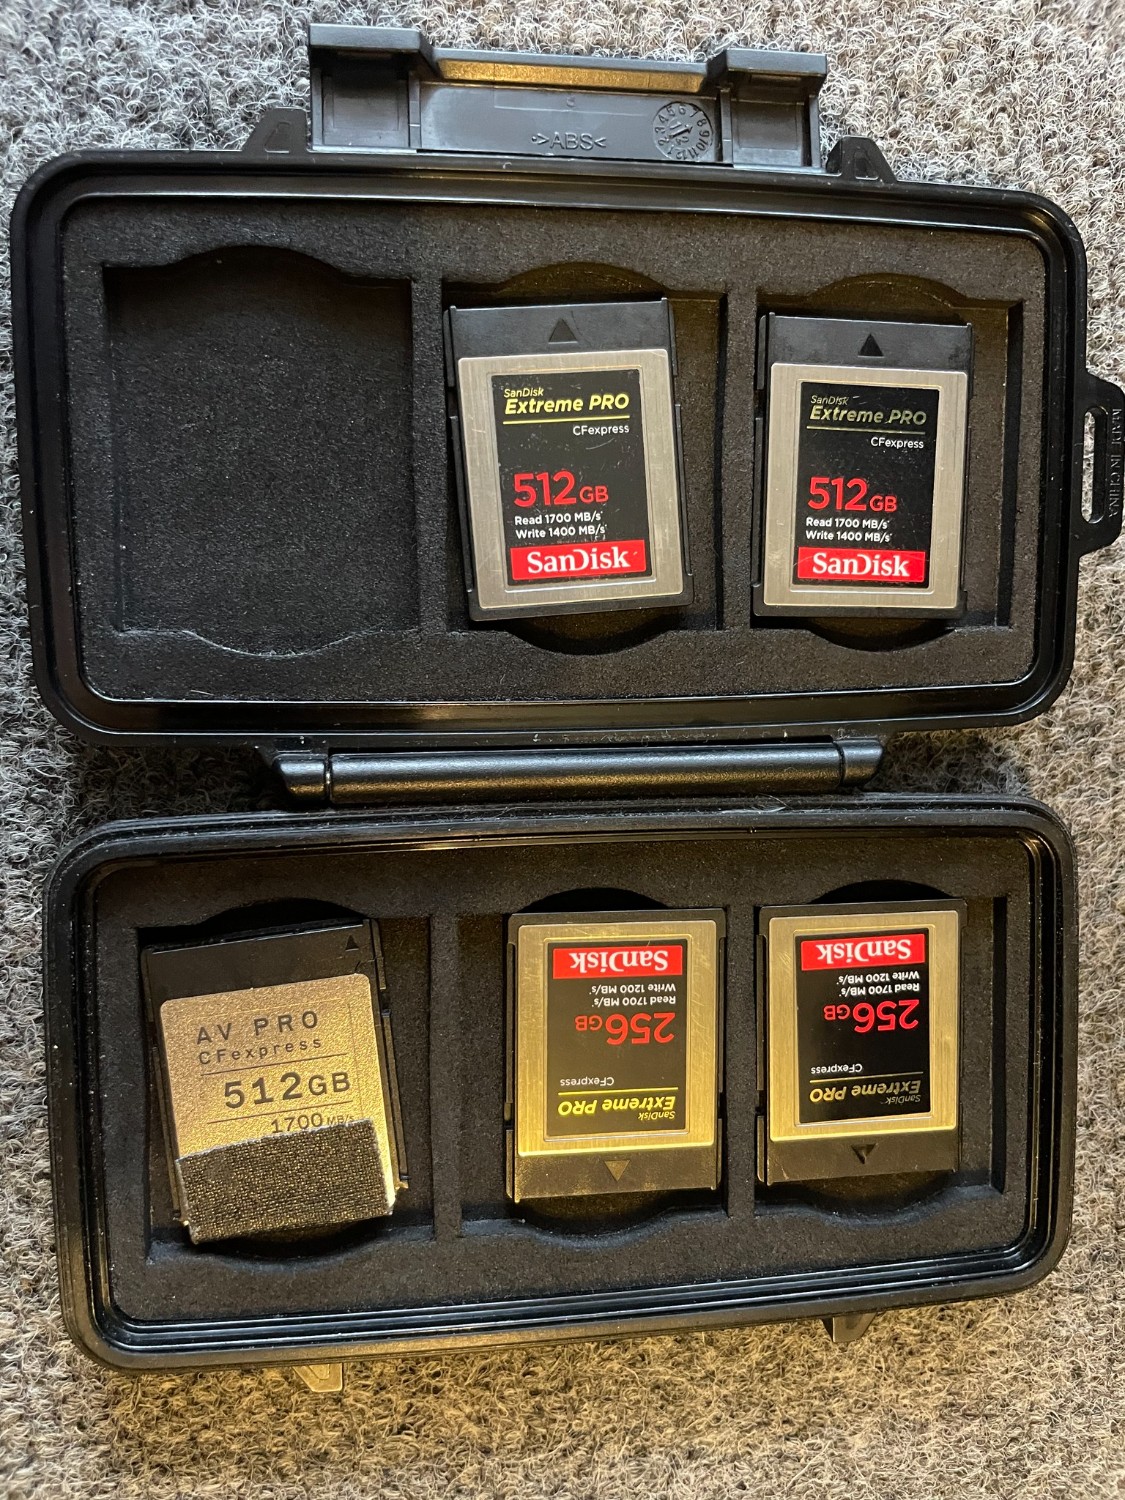 >ABS<
MADE IN CHINA
SanDisk
Extreme PRO
CFexpress
512GB
Read 1700 MB/s*
Write 1400 MB/s*
SanDisk
SanDisk
Extreme PRO
CFexpress
512GB
Read 1700 MB/s*
Write 1400 MB/s*
SanDisk
AV PRO
CFexpress
512GB
1700MB/s
SanDisk
Extreme PRO
CFexpress
256GB
Read 1700 MB/s*
Write 1200 MB/s*
SanDisk
SanDisk
Extreme PRO
CFexpress
256GB
Read 1700 MB/s*
Write 1200 MB/s*
SanDisk